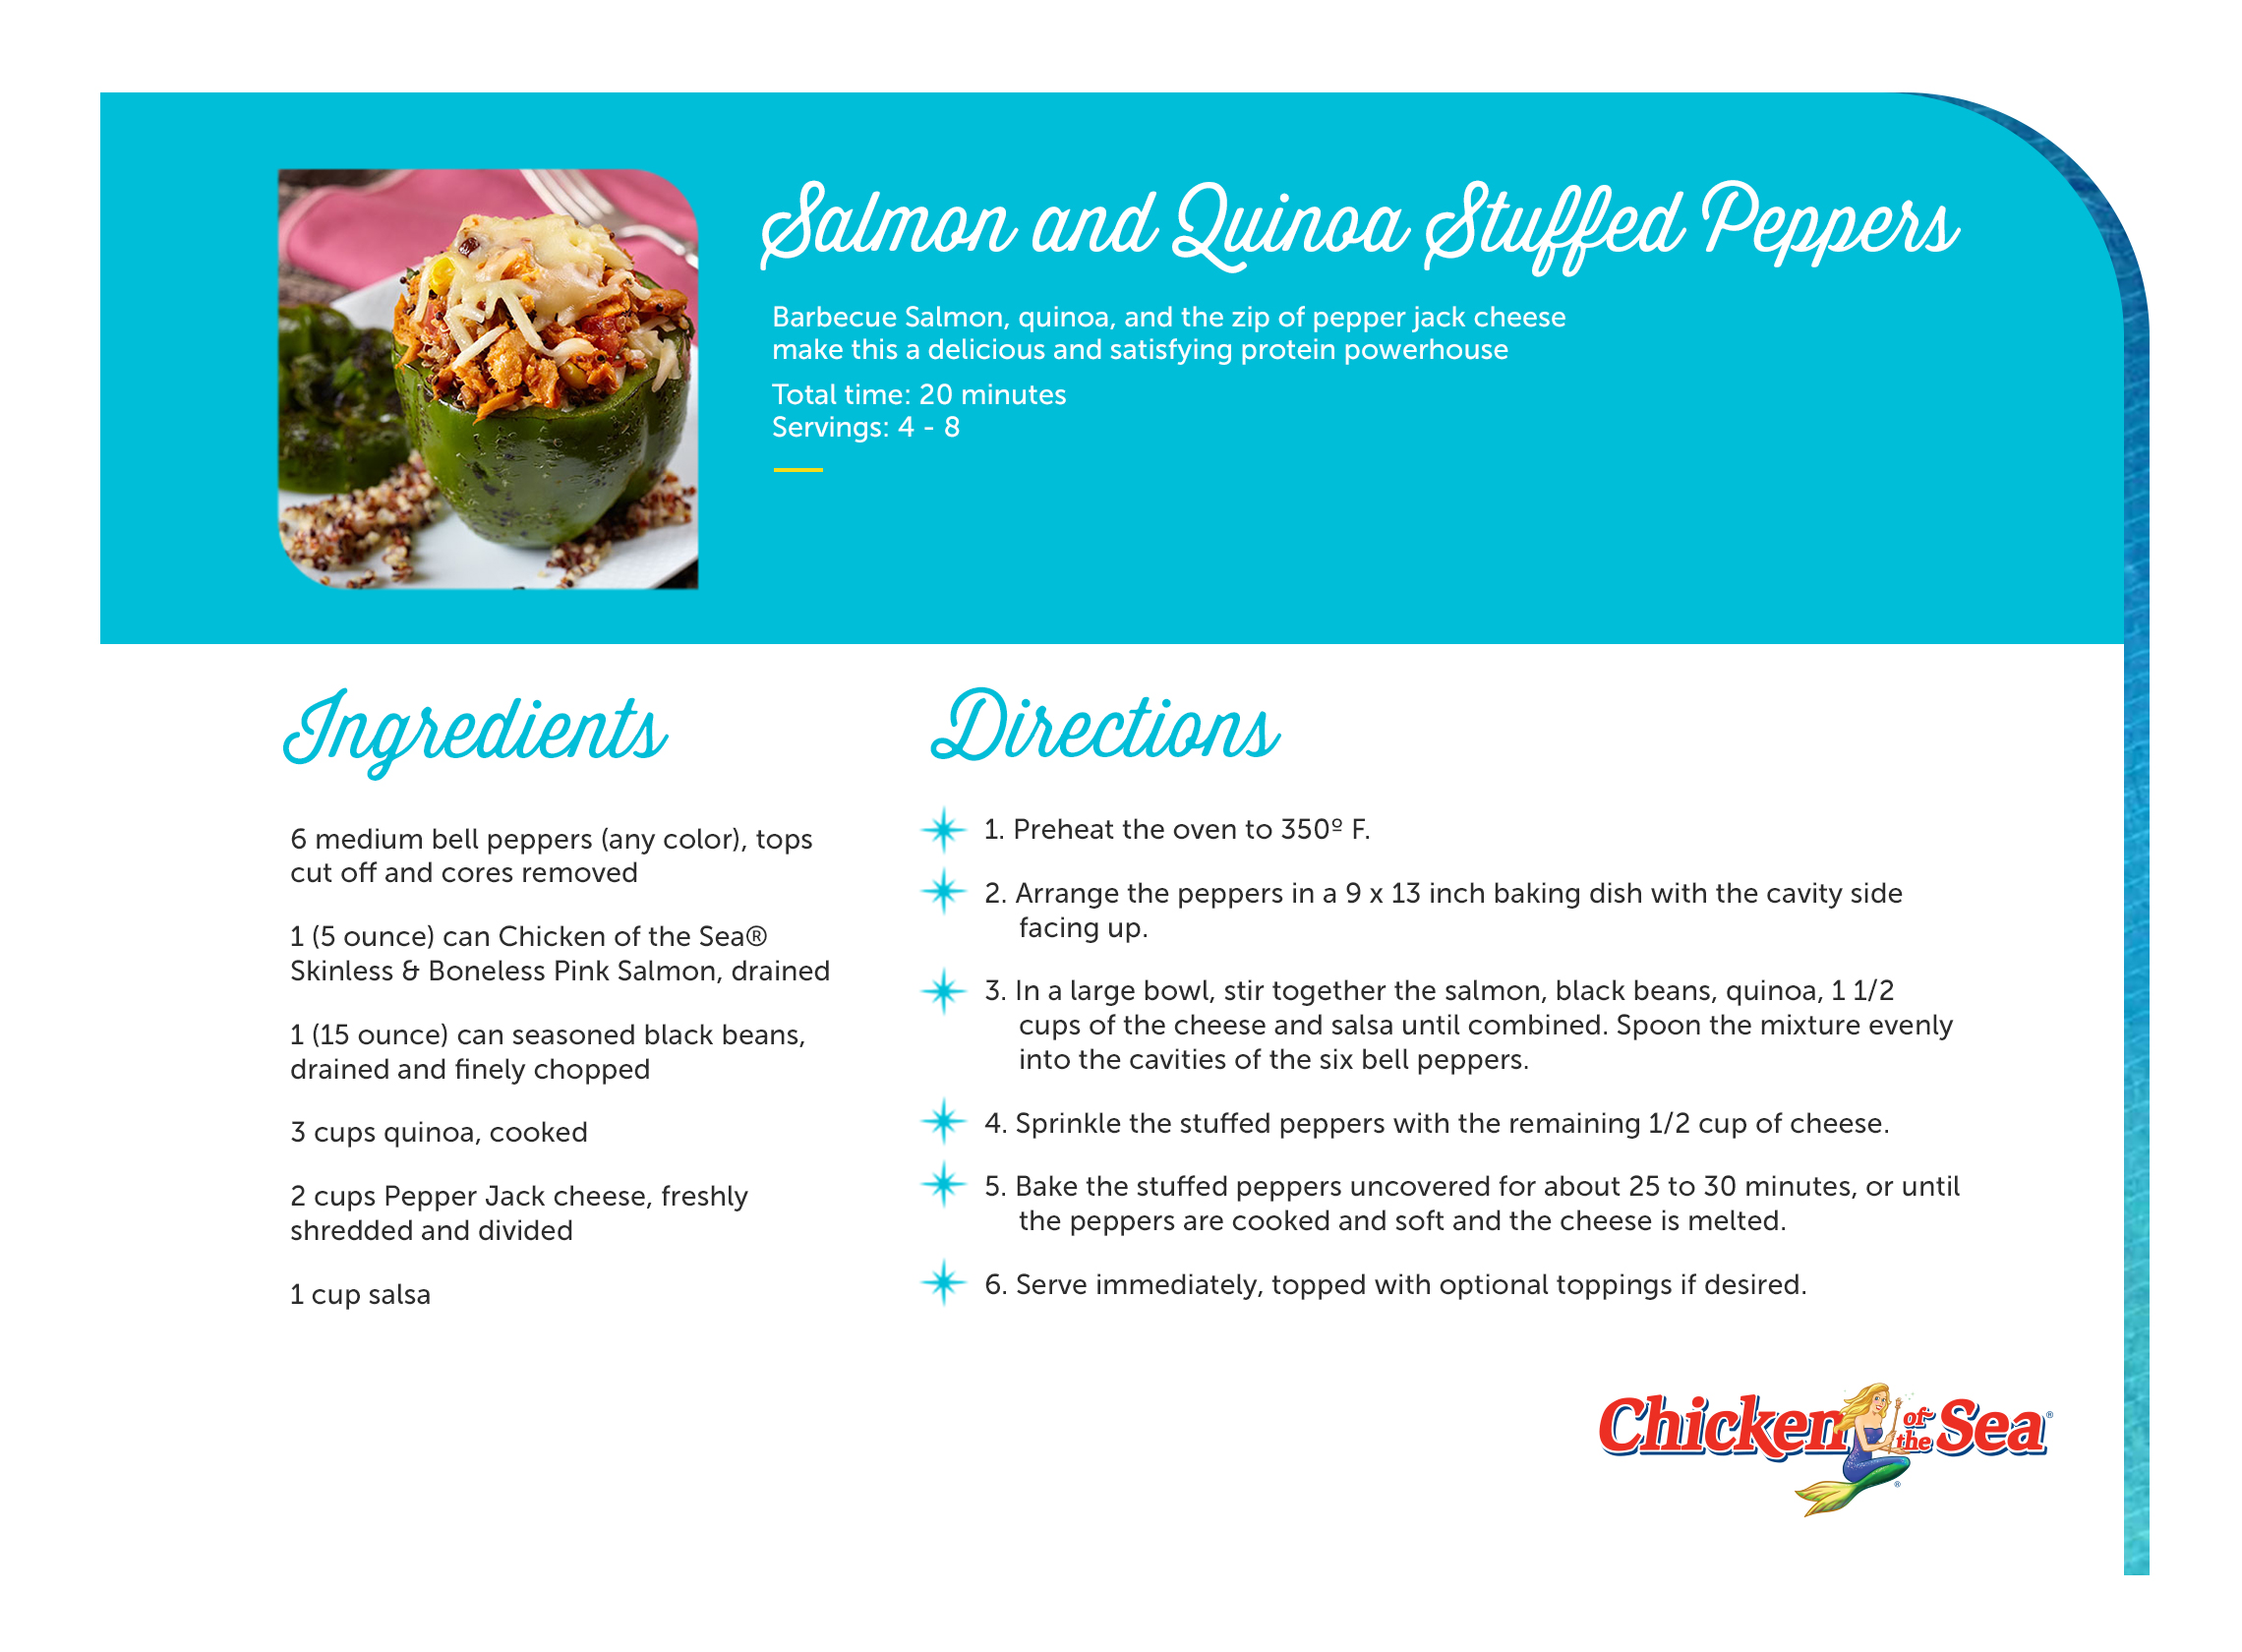 Salmon and Quinoa Stuffed Peppers
Barbecue Salmon, quinoa, and the zip of pepper jack cheese
make this a delicious and satisfying protein powerhouse
Total time: 20 minutes
Servings: 4 - 8
Ingredients
6 medium bell peppers (any color), tops
cut off and cores removed
1 (5 ounce) can Chicken of the Sea®
Skinless & Boneless Pink Salmon, drained
1 (15 ounce) can seasoned black beans,
drained and finely chopped
3 cups quinoa, cooked
2 cups Pepper Jack cheese, freshly
shredded and divided
1 cup salsa
Directions
1. Preheat the oven to 350º F.
2. Arrange the peppers in a 9 x 13 inch baking dish with the cavity side
facing up.
3. In a large bowl, stir together the salmon, black beans, quinoa, 1 1/2
cups of the cheese and salsa until combined. Spoon the mixture evenly
into the cavities of the six bell peppers.
4. Sprinkle the stuffed peppers with the remaining 1/2 cup of cheese.
5. Bake the stuffed peppers uncovered for about 25 to 30 minutes, or until
the peppers are cooked and soft and the cheese is melted.
6. Serve immediately, topped with optional toppings if desired.
Chicken of the Sea®
®